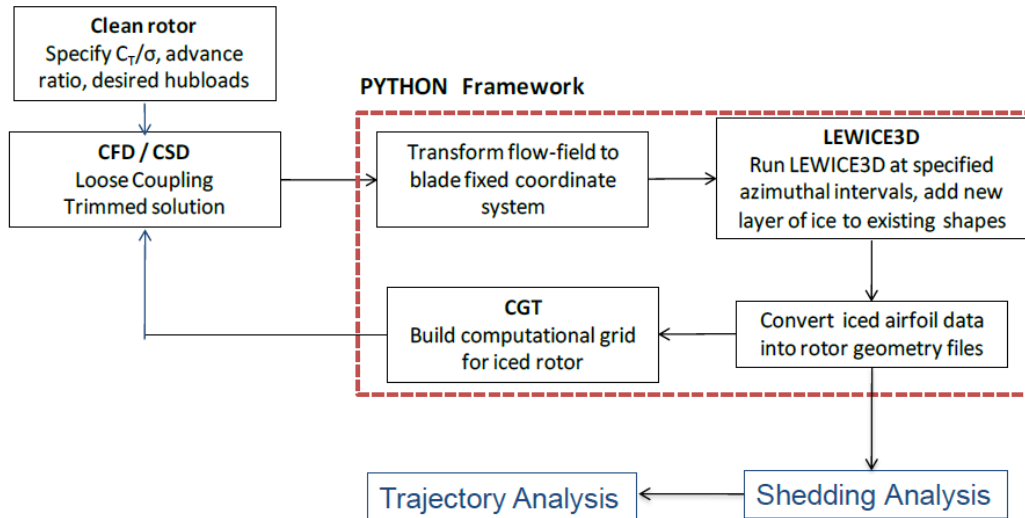 Clean rotor
Specify C_T/σ, advance
ratio, desired hubloads
PYTHON Framework
CFD / CSD
Loose Coupling
Trimmed solution
Transform flow-field to
blade fixed coordinate
system
LEWICE3D
Run LEWICE3D at specified
azimuthal intervals, add new
layer of ice to existing shapes
CGT
Build computational grid
for iced rotor
Convert iced airfoil data
into rotor geometry files
Trajectory Analysis
Shedding Analysis